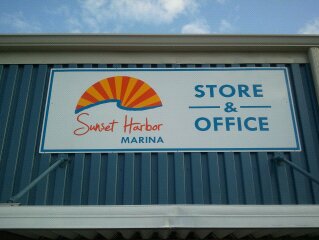 Sunset Harbor
MARINA
STORE
&
OFFICE